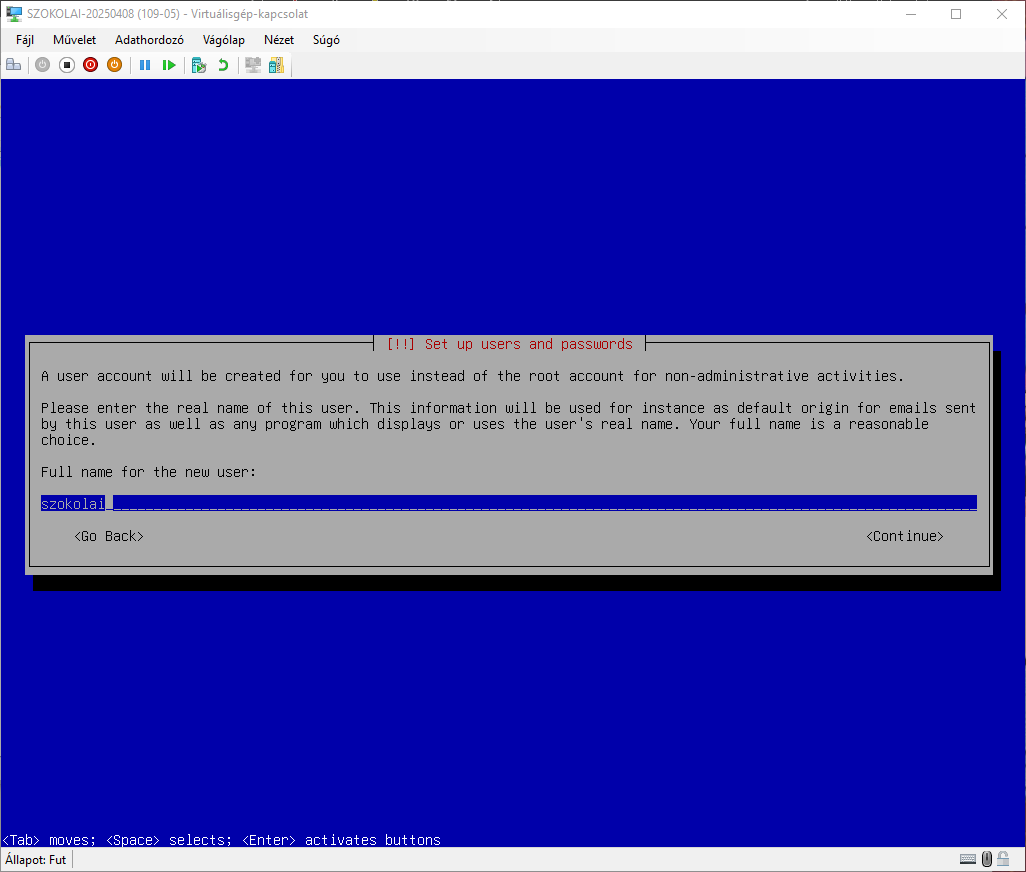 SZOKOLAI-20250408 (109-05) - Virtuálisgép-kapcsolat
Fájl Művelet Adathordozó Vágólap Nézet Súgó
[!!] Set up users and passwords
A user account will be created for you to use instead of the root account for non-administrative activities.
Please enter the real name of this user. This information will be used for instance as default origin for emails sent
by this user as well as any program which displays or uses the user's real name. Your full name is a reasonable
choice.
Full name for the new user:
szokolai
<Go Back> <Continue>
<Tab> moves; <Space> selects; <Enter> activates buttons
Állapot: Fut